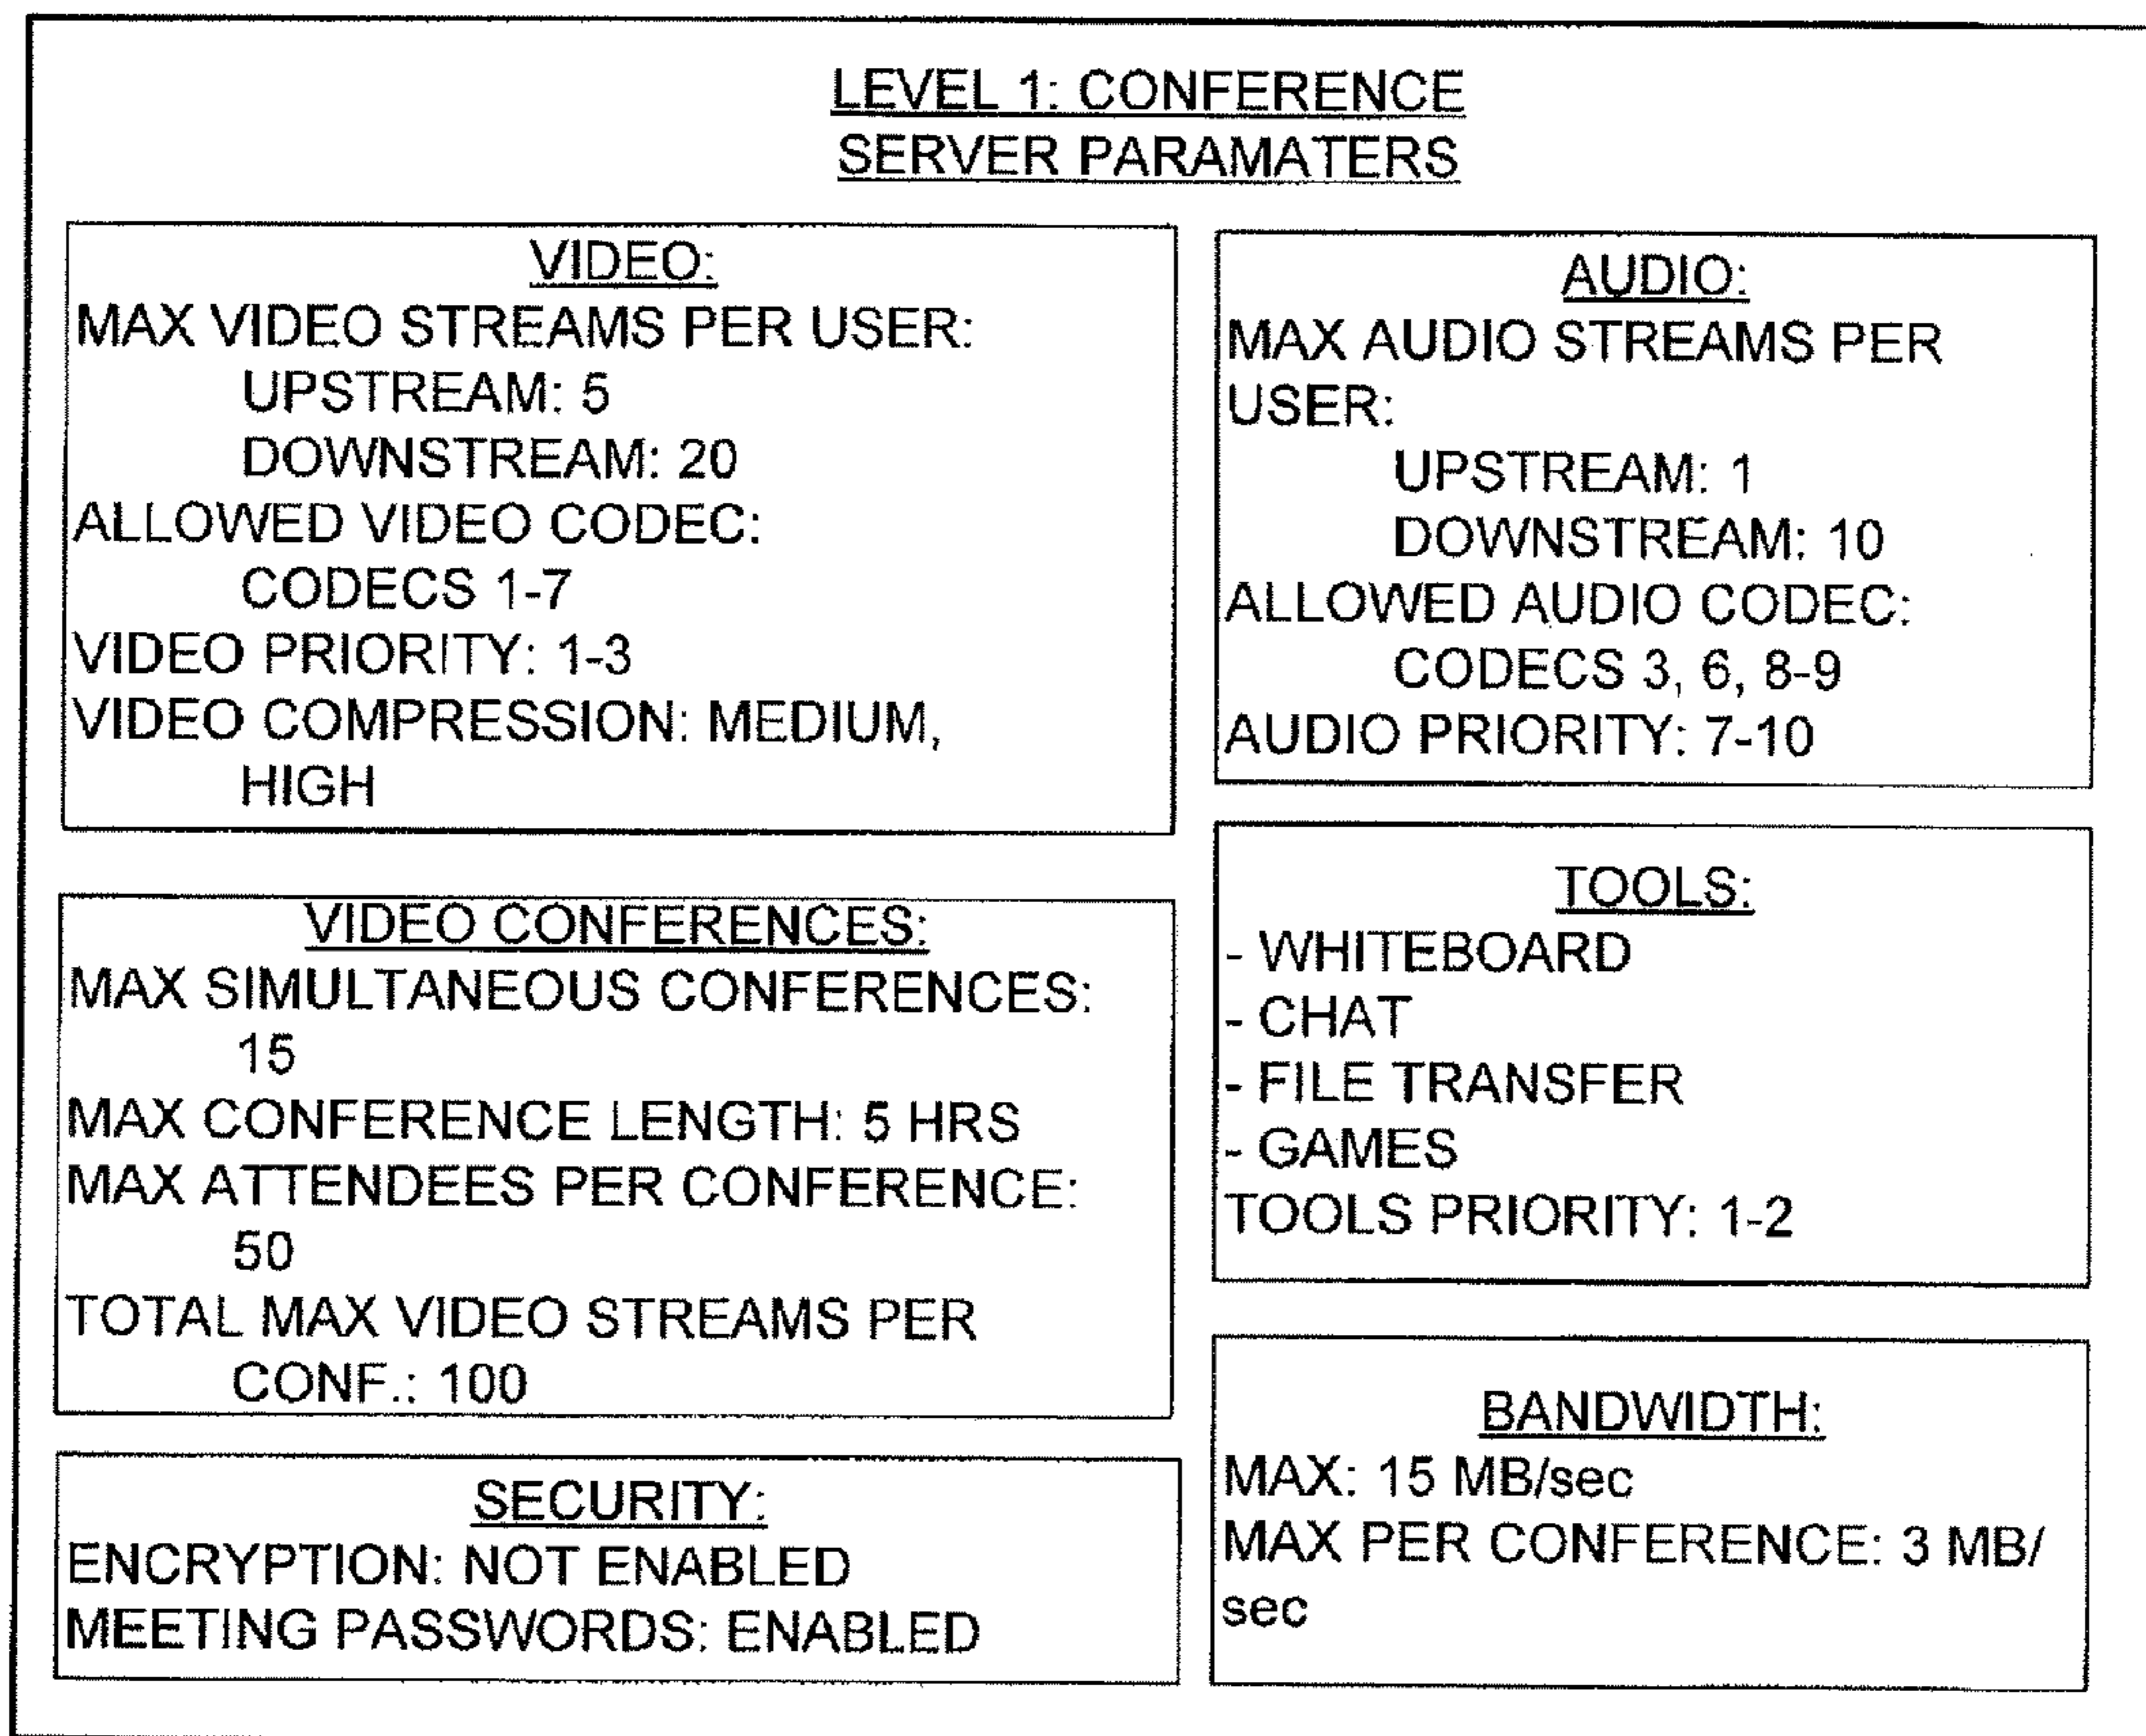 LEVEL 1: CONFERENCE
SERVER PARAMATERS
VIDEO:
MAX VIDEO STREAMS PER USER:
UPSTREAM: 5
DOWNSTREAM: 20
ALLOWED VIDEO CODEC:
CODECS 1-7
VIDEO PRIORITY: 1-3
VIDEO COMPRESSION: MEDIUM,
HIGH
VIDEO CONFERENCES:
MAX SIMULTANEOUS CONFERENCES:
15
MAX CONFERENCE LENGTH: 5 HRS
MAX ATTENDEES PER CONFERENCE:
50
TOTAL MAX VIDEO STREAMS PER
CONF.: 100
SECURITY:
ENCRYPTION: NOT ENABLED
MEETING PASSWORDS: ENABLED
AUDIO:
MAX AUDIO STREAMS PER
USER:
UPSTREAM: 1
DOWNSTREAM: 10
ALLOWED AUDIO CODEC:
CODECS 3, 6, 8-9
AUDIO PRIORITY: 7-10
TOOLS:
- WHITEBOARD
- CHAT
- FILE TRANSFER
- GAMES
TOOLS PRIORITY: 1-2
BANDWIDTH:
MAX: 15 MB/sec
MAX PER CONFERENCE: 3 MB/
sec